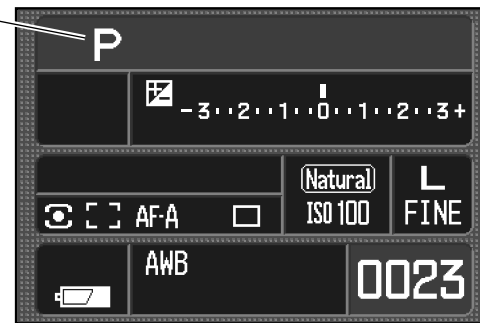 P
-3··2··1··0··1··2··3+
Natural
L
AF-A
ISO 100
FINE
AWB
0023